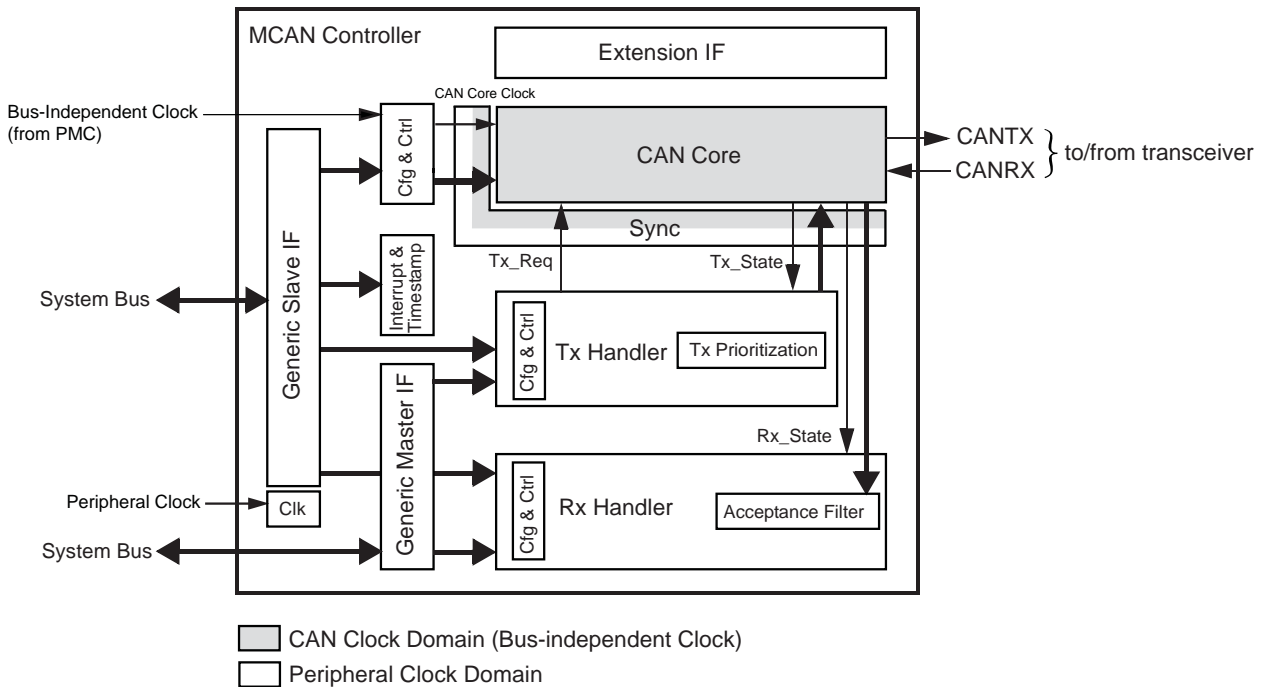 MCAN Controller
Extension IF
CAN Core Clock
Bus-Independent Clock
(from PMC)
Cfg & Ctrl
CAN Core
CANTX
CANRX
to/from transceiver
Sync
Generic Slave IF
Interrupt &
Timestamp
Tx_Req
Tx_State
System Bus
Cfg & Ctrl
Tx Handler
Tx Prioritization
Generic Master IF
Rx_State
Peripheral Clock
Clk
Cfg & Ctrl
Rx Handler
Acceptance Filter
System Bus
CAN Clock Domain (Bus-independent Clock)
Peripheral Clock Domain